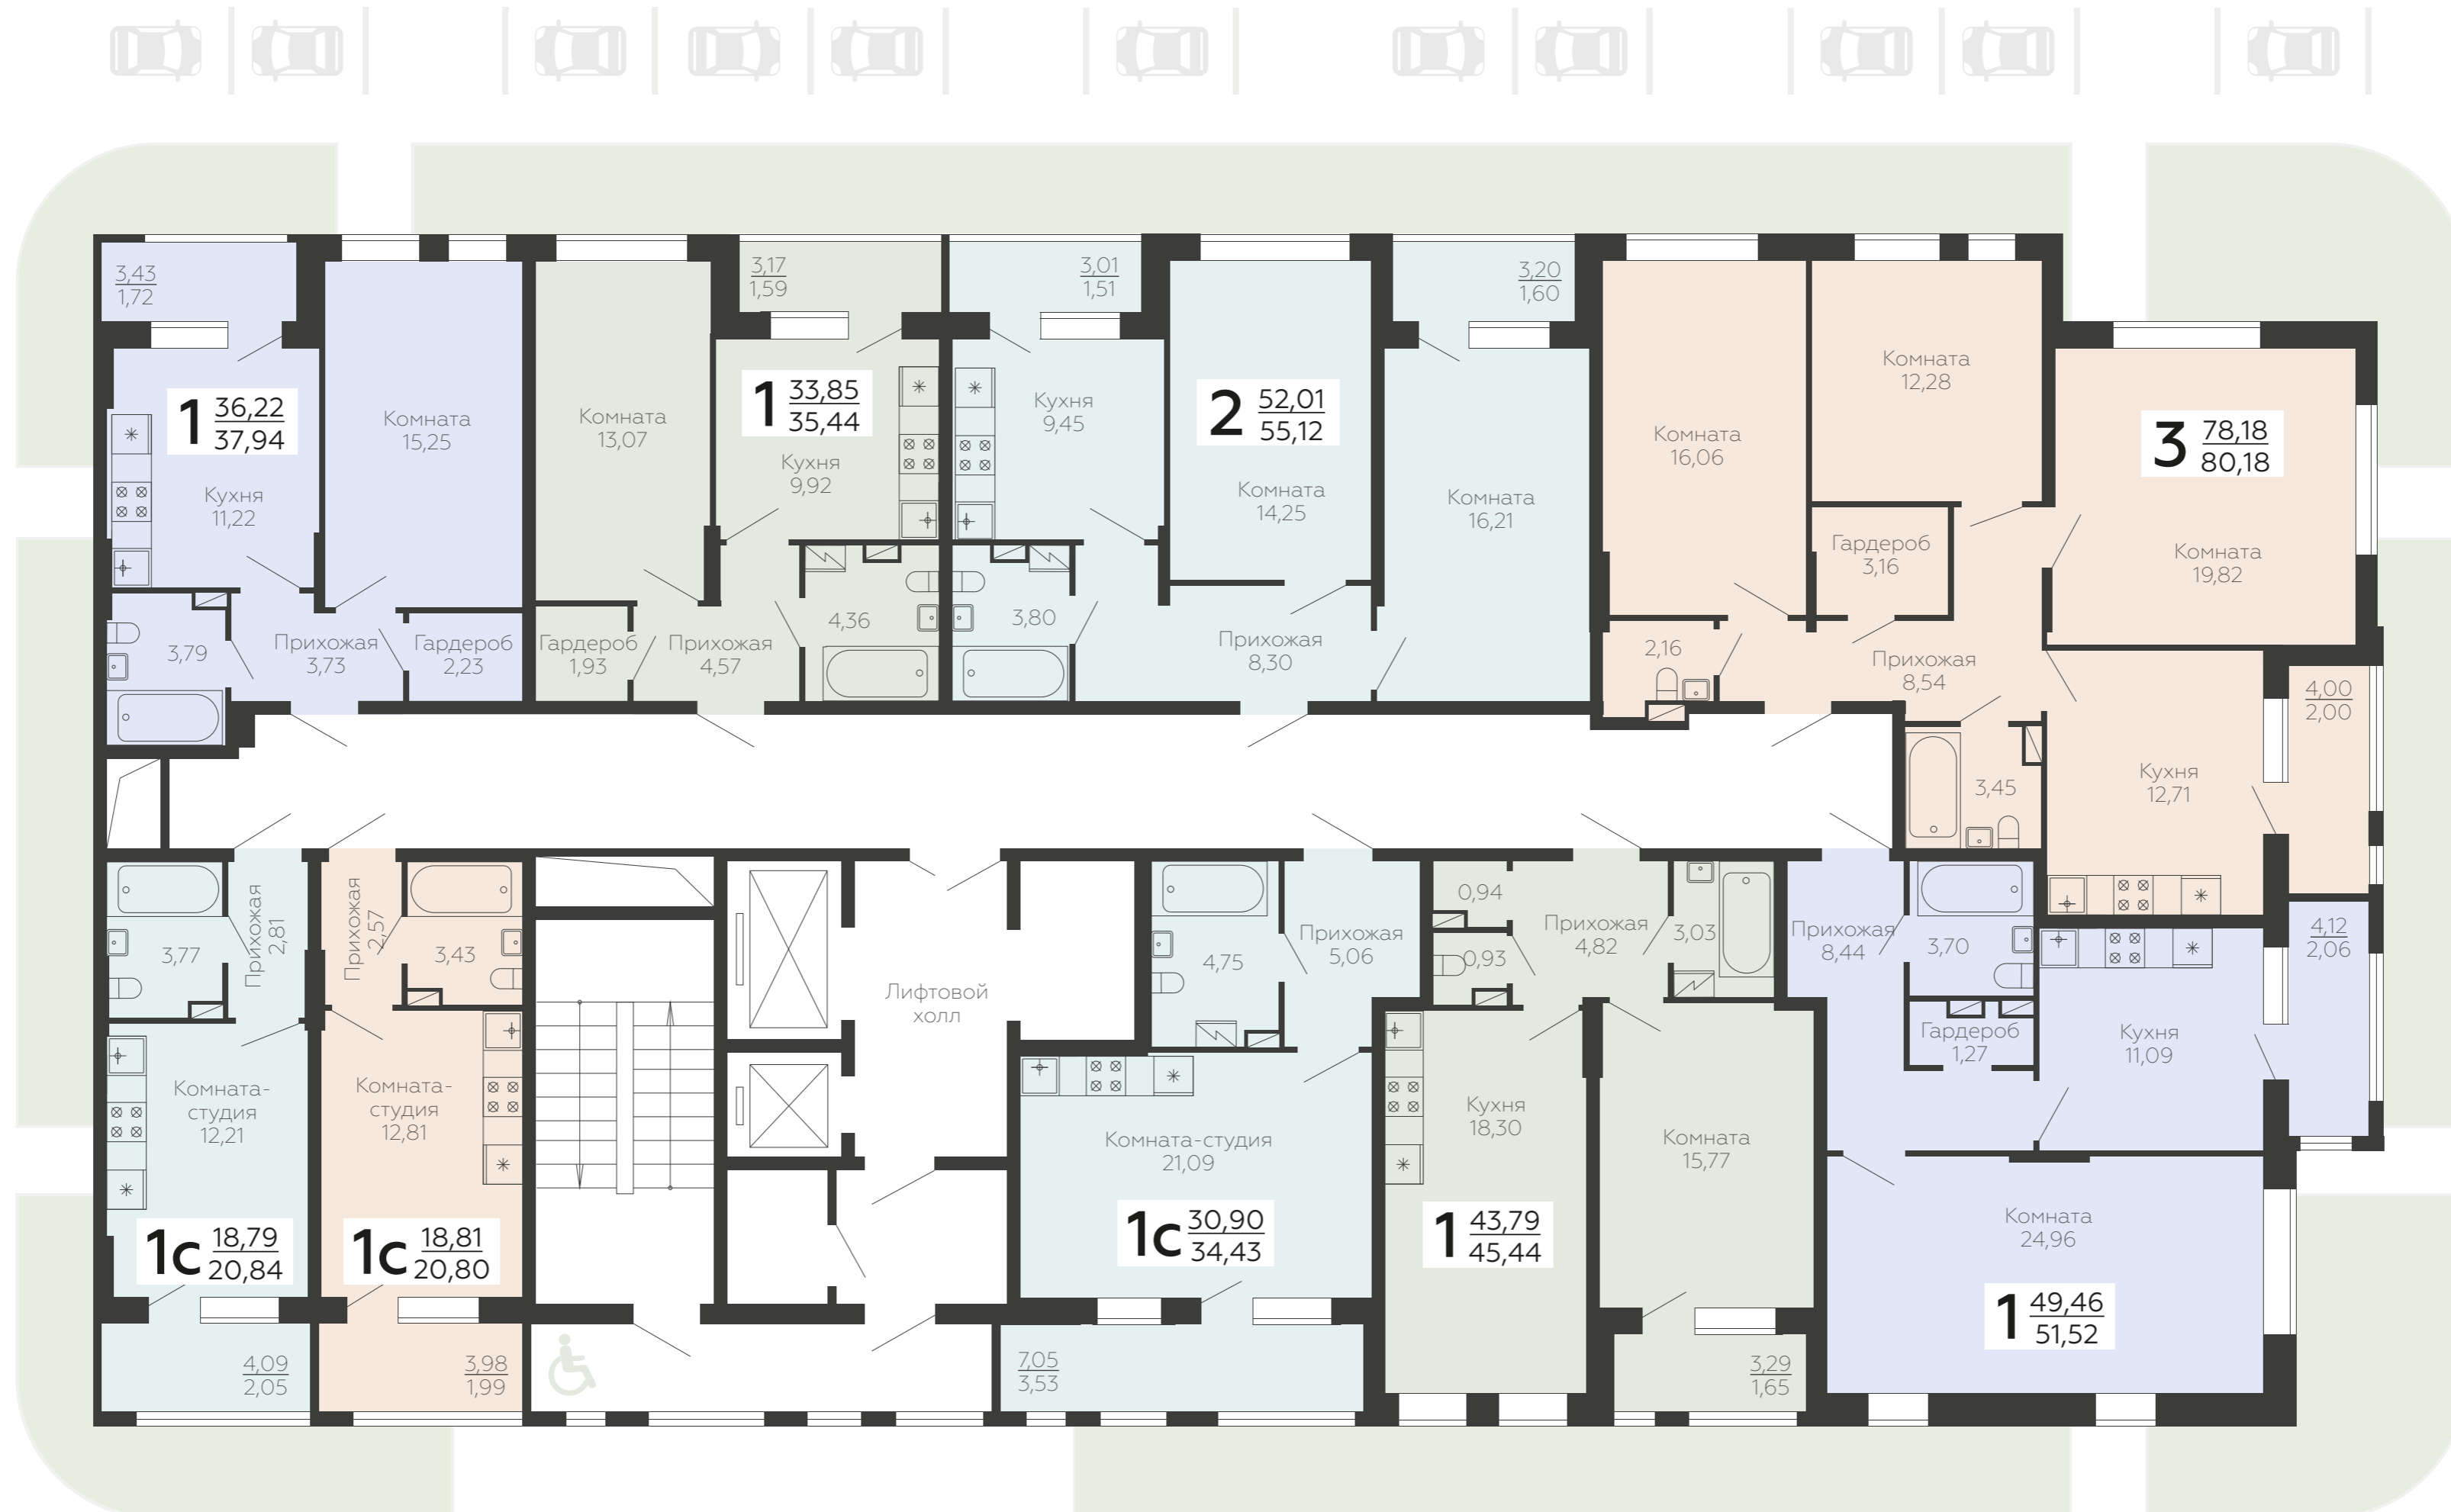 3,43
1,72
1
36,22
37,94
Кухня
11,22
Комната
15,25
3,79
Прихожая
3,73
Гардероб
2,23
Комната
13,07
3,17
1,59
1
33,85
35,44
Кухня
9,92
Гардероб
1,93
Прихожая
4,57
4,36
3,01
1,51
Кухня
9,45
3,80
2
52,01
55,12
Комната
14,25
Прихожая
8,30
3,20
1,60
Комната
16,21
Комната
16,06
Комната
12,28
Гардероб
3,16
2,16
Прихожая
8,54
3
78,18
80,18
Комната
19,82
3,45
Кухня
12,71
4,00
2,00
3,77
Прихожая
2,81
Комната-
студия
12,21
1с
18,79
20,84
4,09
2,05
Прихожая
2,57
3,43
Комната-
студия
12,81
1с
18,81
20,80
3,98
1,99
Лифтовой
холл
4,75
Прихожая
5,06
Комната-студия
21,09
1с
30,90
34,43
7,05
3,53
0,94
0,93
Прихожая
4,82
3,03
Кухня
18,30
1
43,79
45,44
Комната
15,77
3,29
1,65
Прихожая
8,44
3,70
Гардероб
1,27
Кухня
11,09
4,12
2,06
Комната
24,96
1
49,46
51,52